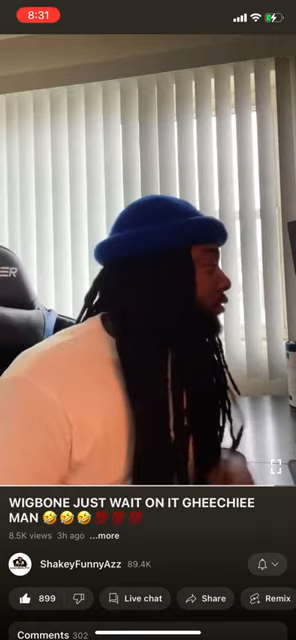 8:31
ER
WIGBONE JUST WAIT ON IT GHEECHIEE
MAN 🤣🤣🤣💯💯💯
8.5K views 3h ago ...more
ShakeyFunnyAzz 89.4K
899
Live chat
Share
Remix
Comments 302